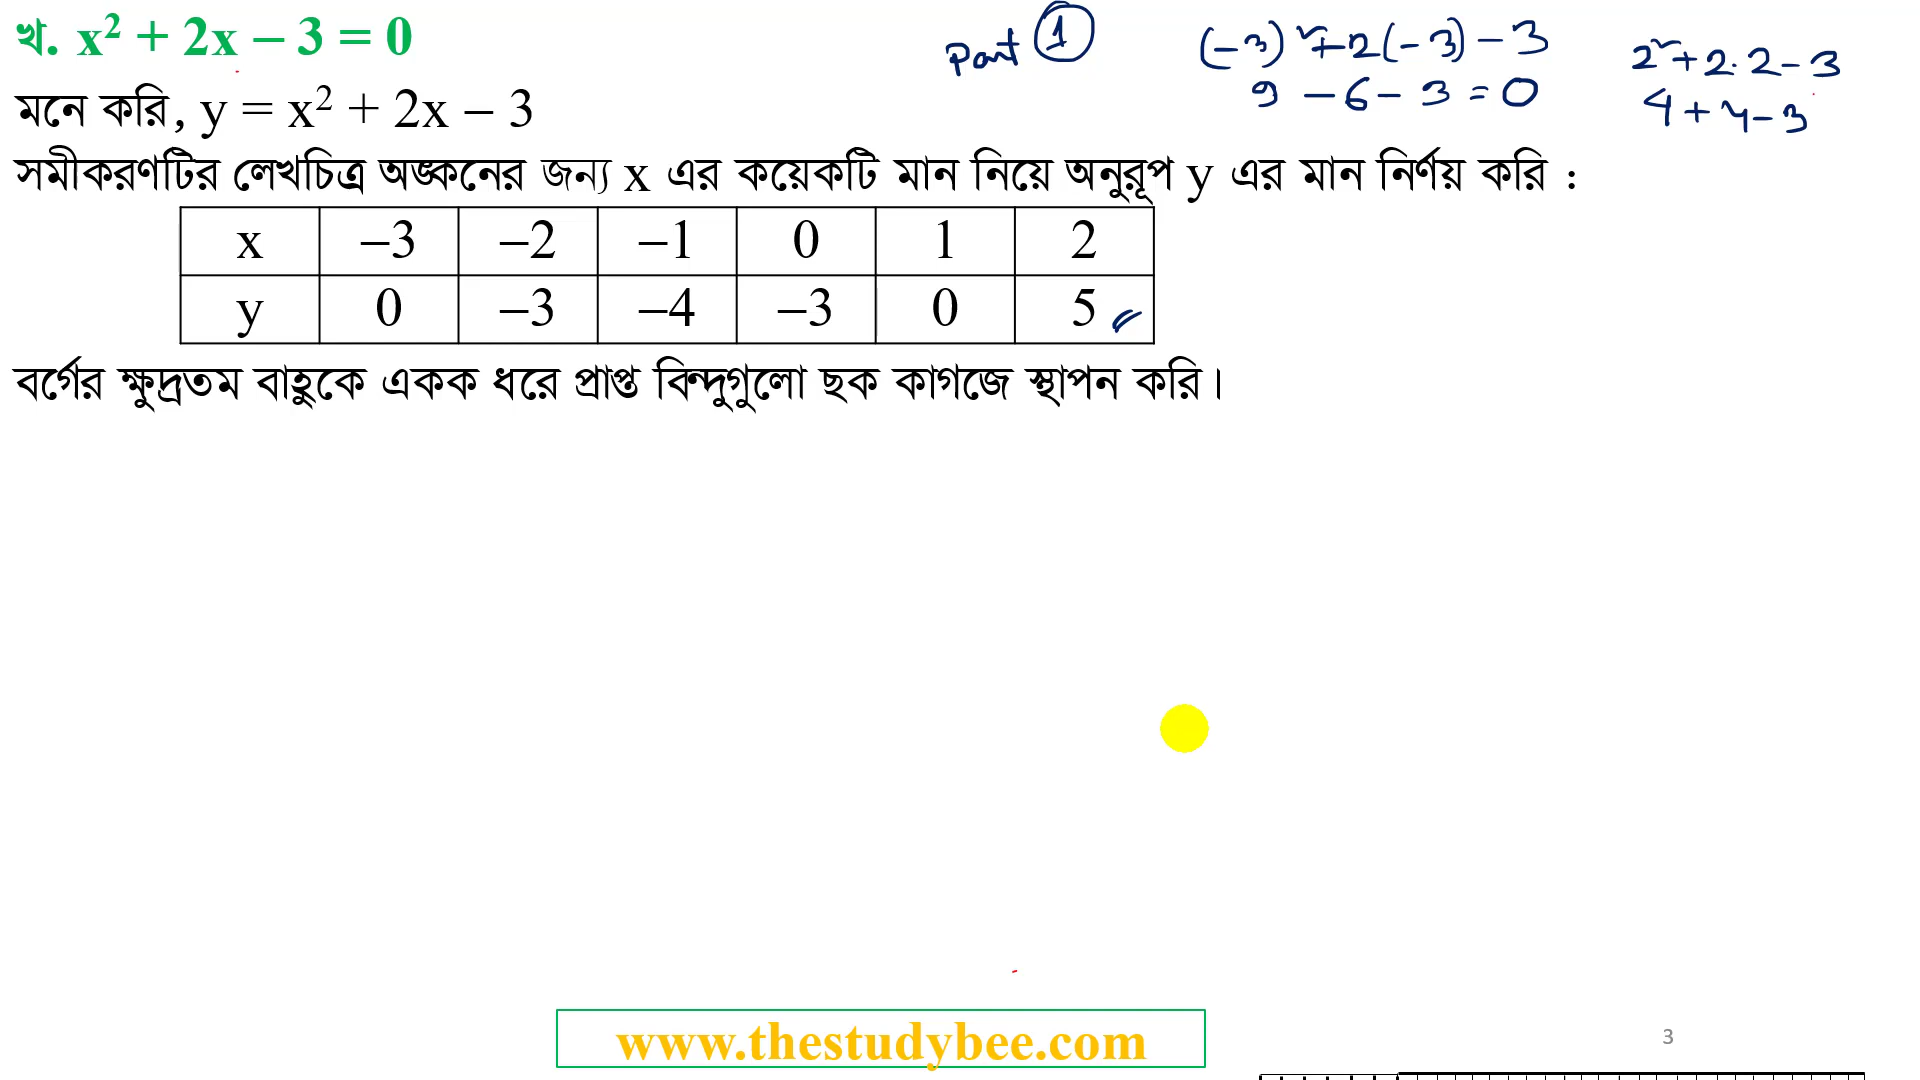 খ. x² + 2x – 3 = 0
Part 1
(-3)² + 2(-3) - 3
9 - 6 - 3 = 0
2² + 2.2 - 3
4 + 4 - 3
মনে করি, y = x² + 2x – 3
সমীকরণটির লেখচিত্র অঙ্কনের জন্য x এর কয়েকটি মান নিয়ে অনুরূপ y এর মান নির্ণয় করি :
x –3 –2 –1 0 1 2
y 0 –3 –4 –3 0 5
বর্গের ক্ষুদ্রতম বাহুকে একক ধরে প্রাপ্ত বিন্দুগুলো ছক কাগজে স্থাপন করি।
www.thestudybee.com
3